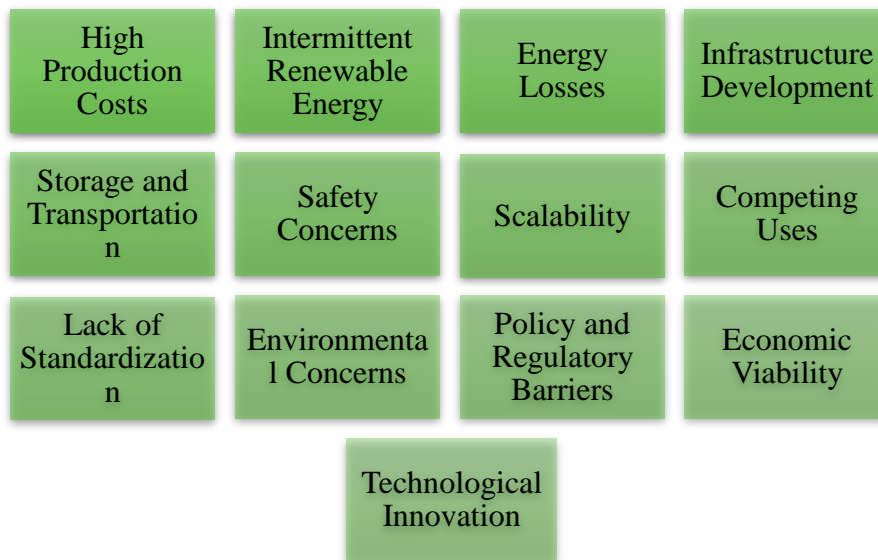 High
Production
Costs
Intermittent
Renewable
Energy
Energy
Losses
Infrastructure
Development
Storage and
Transportatio
n
Safety
Concerns
Scalability
Competing
Uses
Lack of
Standardizatio
n
Environmenta
l Concerns
Policy and
Regulatory
Barriers
Economic
Viability
Technological
Innovation